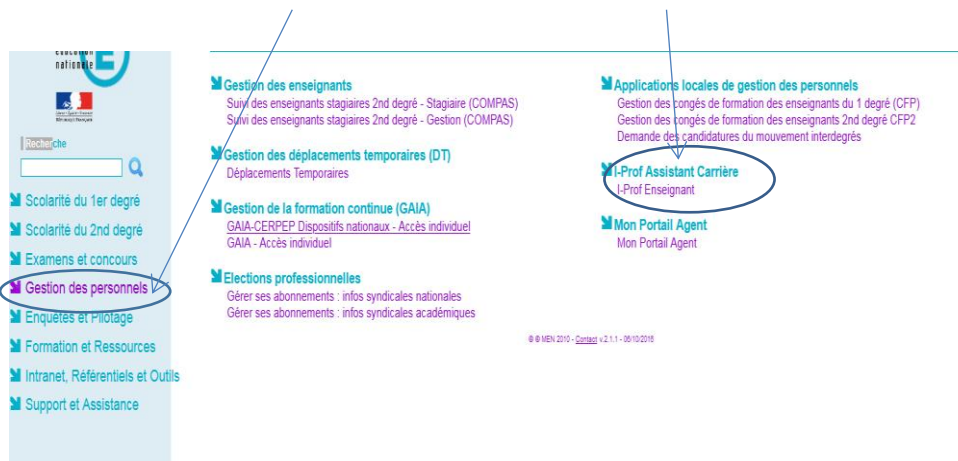 nationale
E
Recherche
Scolarité du 1er degré
Scolarité du 2nd degré
Examens et concours
Gestion des personnels
Enquêtes et Pilotage
Formation et Ressources
Intranet, Référentiels et Outils
Support et Assistance
Gestion des enseignants
Suivi des enseignants stagiaires 2nd degré - Stagiaire (COMPAS)
Suivi des enseignants stagiaires 2nd degré - Gestion (COMPAS)
Gestion des déplacements temporaires (DT)
Déplacements Temporaires
Gestion de la formation continue (GAIA)
GAIA-CERPEP Dispositifs nationaux - Accès individuel
GAIA - Accès individuel
Elections professionnelles
Gérer ses abonnements : infos syndicales nationales
Gérer ses abonnements : infos syndicales académiques
Applications locales de gestion des personnels
Gestion des congés de formation des enseignants du 1 degré (CFP)
Gestion des congés de formation des enseignants 2nd degré CFP2
Demande des candidatures du mouvement interdegrés
I-Prof Assistant Carrière
I-Prof Enseignant
Mon Portail Agent
Mon Portail Agent
© © MEN 2010 - Contact v.2.1.1 - 06/10/2016